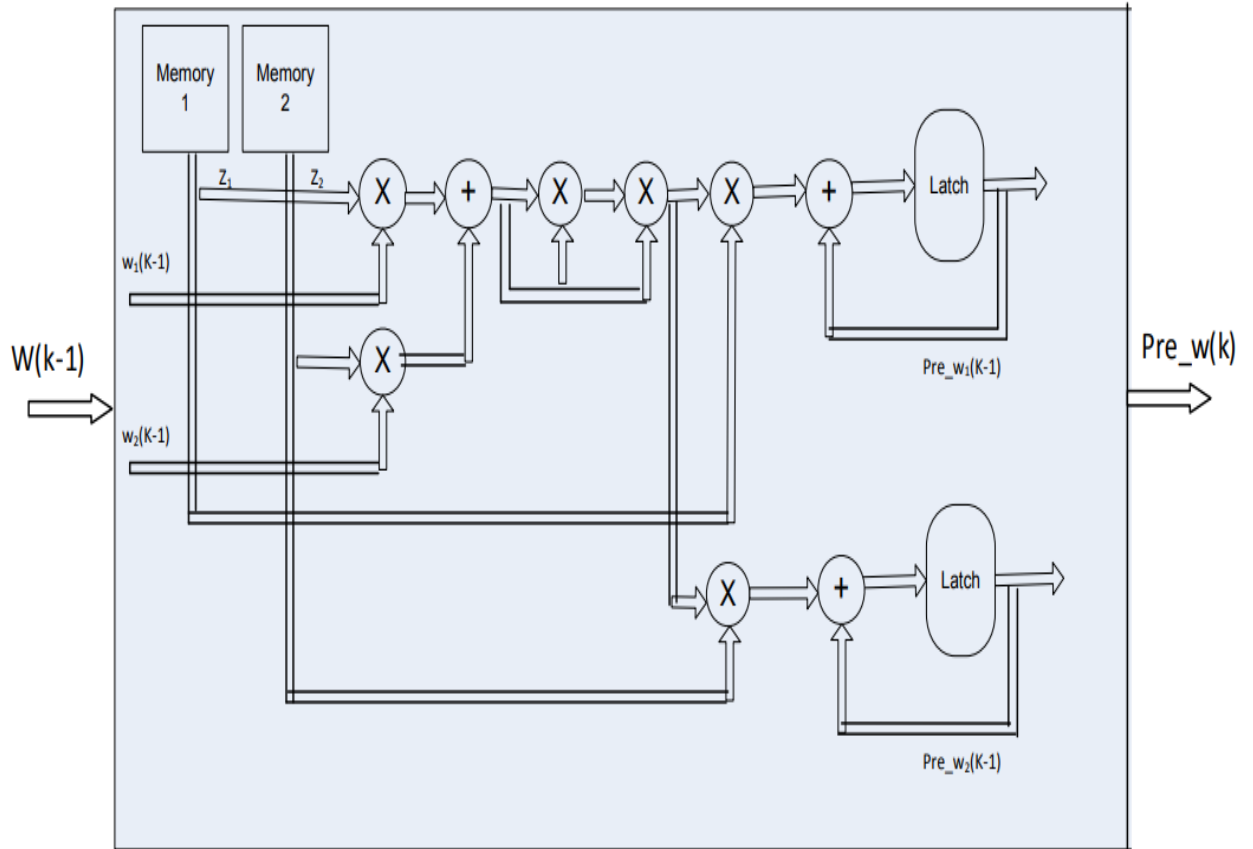 Memory
1
Memory
2
Z₁
Z₂
X
+
X
X
X
+
Latch
w₁(K-1)
X
W(k-1)
Pre_w₁(K-1)
Pre_w(k)
w₂(K-1)
X
+
Latch
Pre_w₂(K-1)